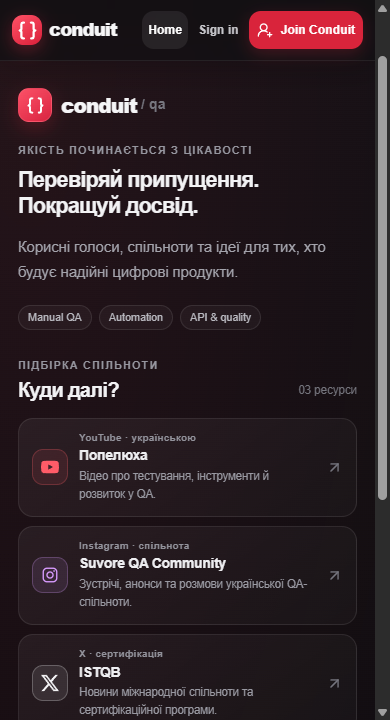 conduit
Home
Sign in
Join Conduit
conduit / qa
ЯКІСТЬ ПОЧИНАЄТЬСЯ З ЦІКАВОСТІ
Перевіряй припущення.
Покращуй досвід.
Корисні голоси, спільноти та ідеї для тих, хто
будує надійні цифрові продукти.
Manual QA
Automation
API & quality
ПІДБІРКА СПІЛЬНОТИ
Куди далі?
03 ресурси
YouTube · українською
Попелюха
Відео про тестування, інструменти й
розвиток у QA.
Instagram · спільнота
Suvore QA Community
Зустрічі, анонси та розмови української QA-
спільноти.
X · сертифікація
ISTQB
Новини міжнародної спільноти та
сертифікаційної програми.